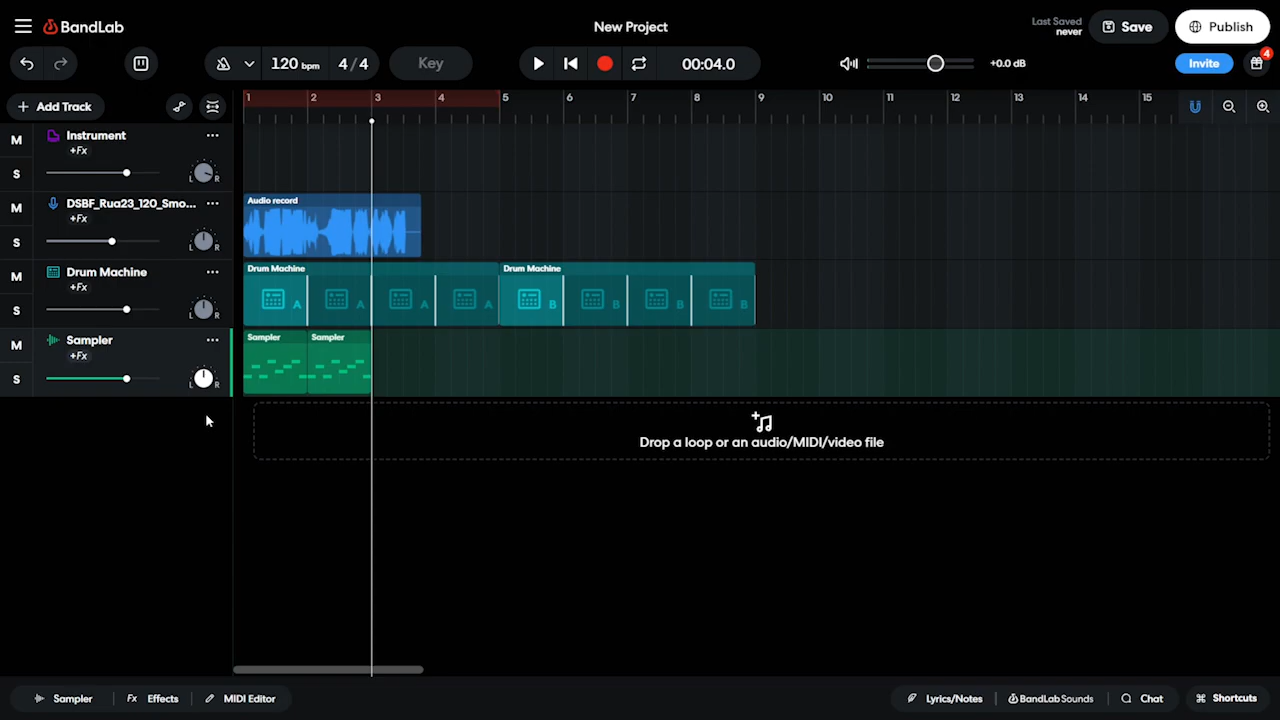 BandLab
New Project
Last Saved
never
Save
Publish
120 bpm
4/4
Key
00:04.0
+0.0 dB
Invite
4
Add Track
1 2 3 4 5 6 7 8 9 10 11 12 13 14 15
M
Instrument
+Fx
S
L R
M
DSBF_Rua23_120_Smo...
+Fx
S
L R
Audio record
M
Drum Machine
+Fx
S
L R
Drum Machine
A A A A
Drum Machine
B B B B
M
Sampler
+Fx
S
L R
Sampler
Sampler
Drop a loop or an audio/MIDI/video file
Sampler
Fx Effects
MIDI Editor
Lyrics/Notes
BandLab Sounds
Chat
Shortcuts